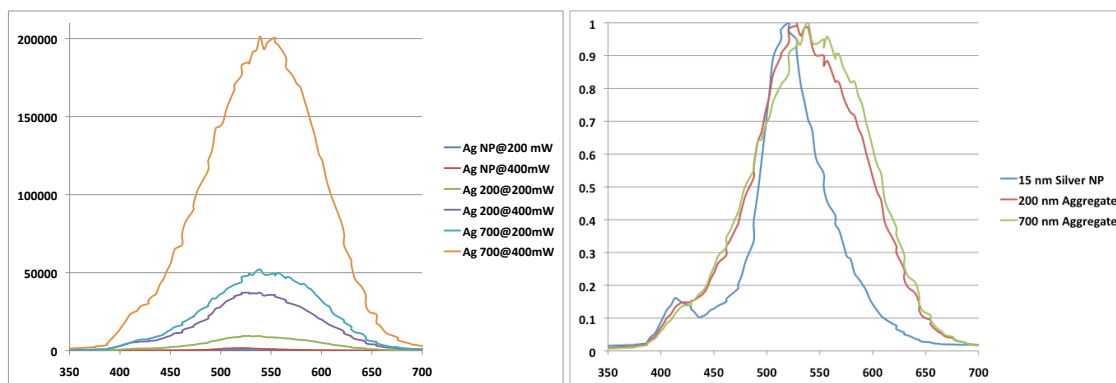 200000
150000
100000
50000
0
350 400 450 500 550 600 650 700
Ag NP@200 mW
Ag NP@400mW
Ag 200@200mW
Ag 200@400mW
Ag 700@200mW
Ag 700@400mW
1
0.9
0.8
0.7
0.6
0.5
0.4
0.3
0.2
0.1
0
350 400 450 500 550 600 650 700
15 nm Silver NP
200 nm Aggregate
700 nm Aggregate